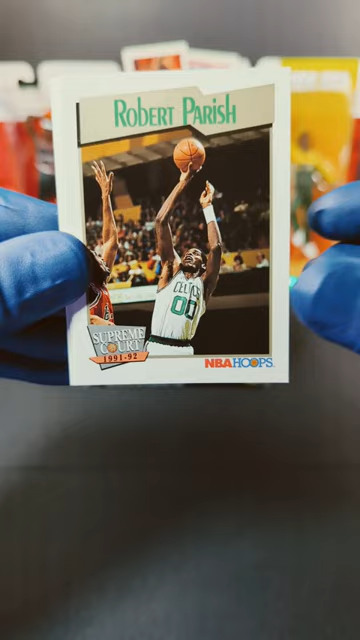 Robert Parish
CELTICS
00
SUPREME
COURT
1991-92
NBA HOOPS